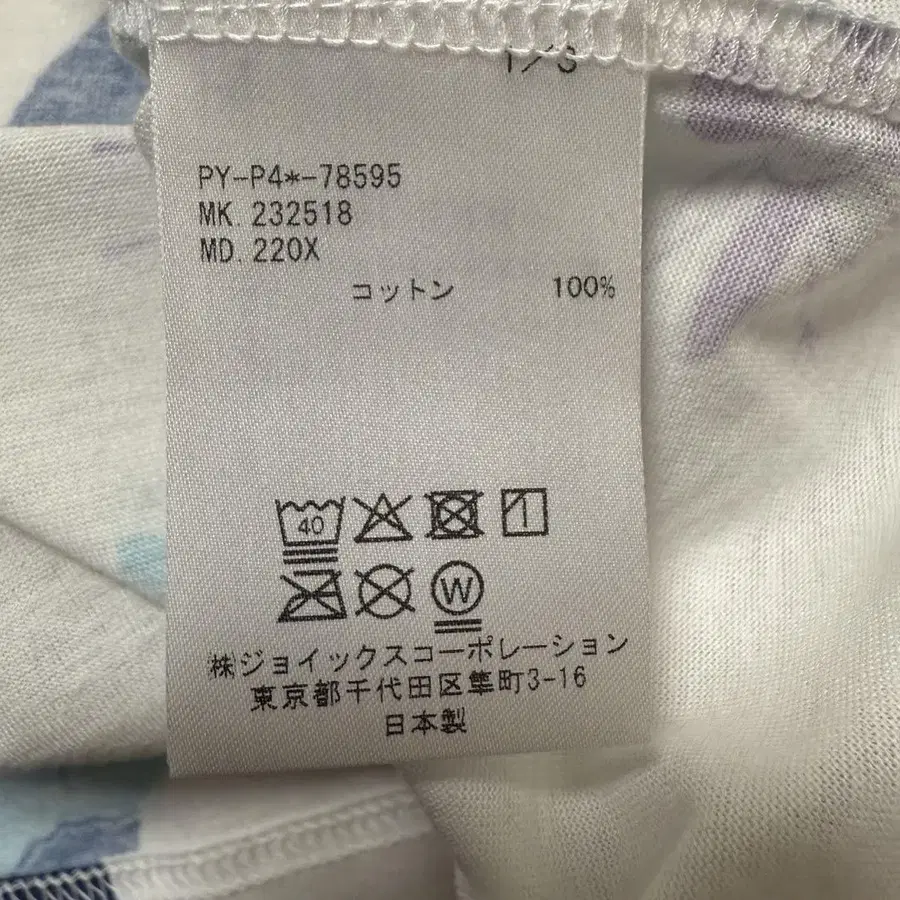 1/S
PY-P4*-78595
MK. 232518
MD. 220X
コットン 100%
40
W
㈱ジョイックスコーポレーション
東京都千代田区隼町3-16
日本製